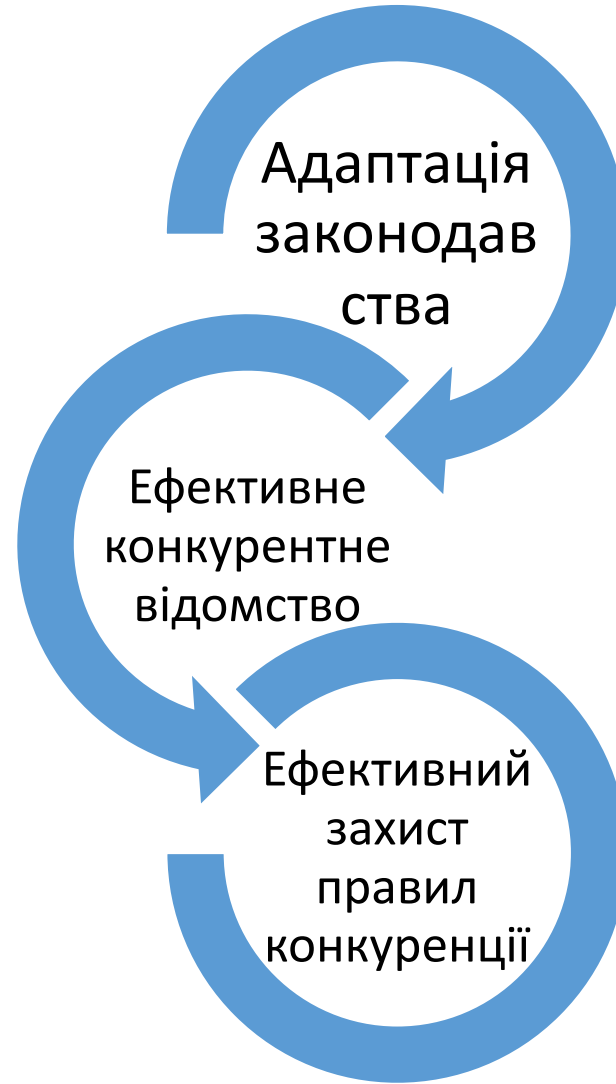 Адаптація
законодав
ства
Ефективне
конкурентне
відомство
Ефективний
захист
правил
конкуренції